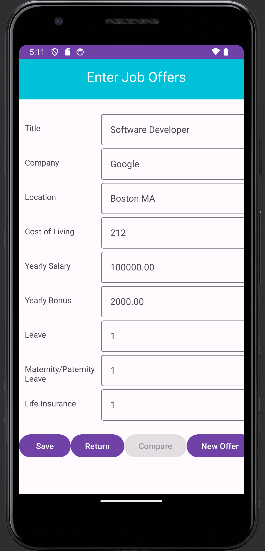 5:11
Enter Job Offers
Title
Software Developer
Company
Google
Location
Boston MA
Cost of Living
212
Yearly Salary
100000.00
Yearly Bonus
2000.00
Leave
1
Maternity/Paternity
Leave
1
Life Insurance
1
Save Return Compare New Offer